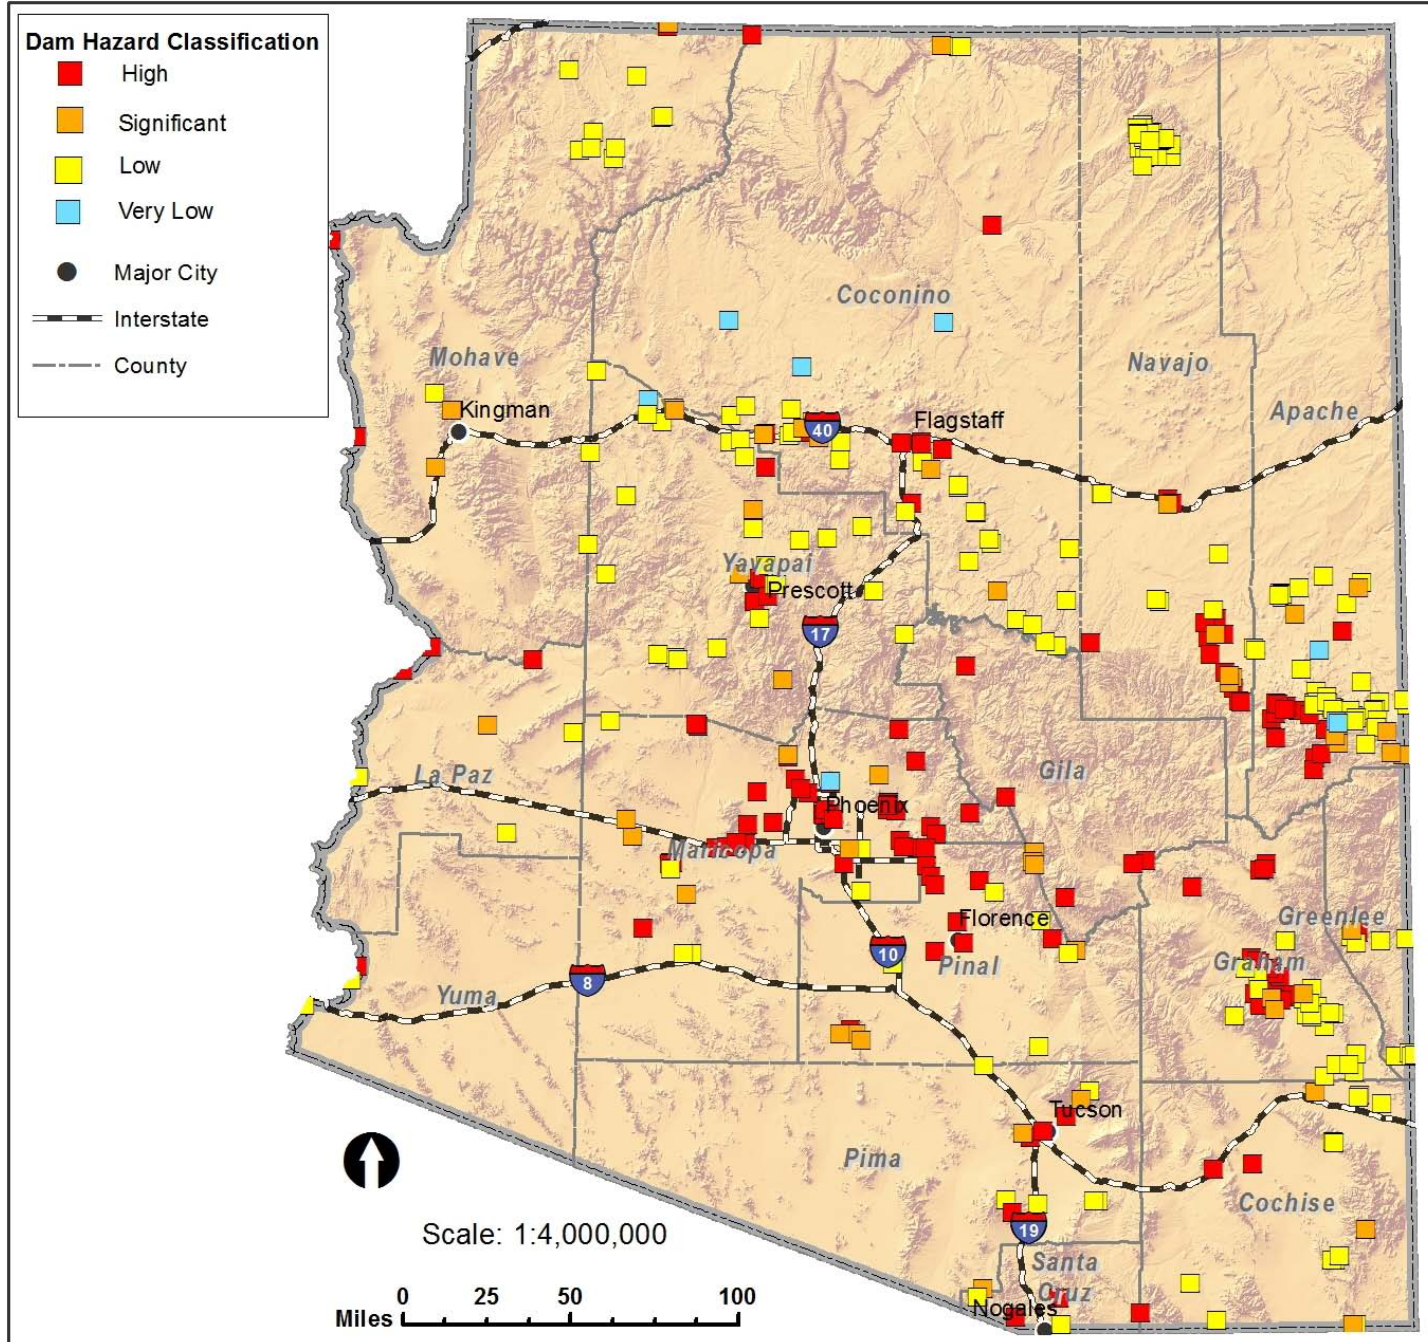 Dam Hazard Classification
High
Significant
Low
Very Low
Major City
Interstate
County
Coconino
Mohave
Navajo
Apache
Kingman
Flagstaff
40
Yavapai
Prescott
17
La Paz
Gila
Phoenix
Maricopa
Florence
Greenlee
10
Pinal
Graham
8
Yuma
Tucson
Pima
Cochise
19
Scale: 1:4,000,000
Santa
Cruz
Nogales
0 25 50 100
Miles